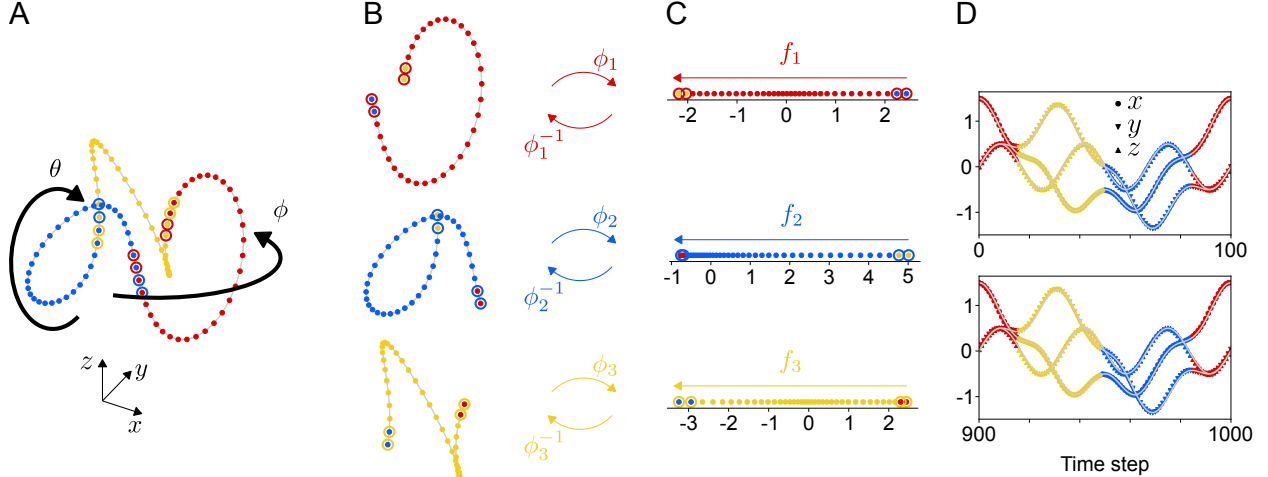 A
B
C
D
θ
ϕ
z
y
x
ϕ₁
ϕ₁⁻¹
ϕ₂
ϕ₂⁻¹
ϕ₃
ϕ₃⁻¹
f₁
-2 -1 0 1 2
f₂
-1 0 1 2 3 4 5
f₃
-3 -2 -1 0 1 2
1
0
-1
x
y
z
0 100
1
0
-1
900 1000
Time step